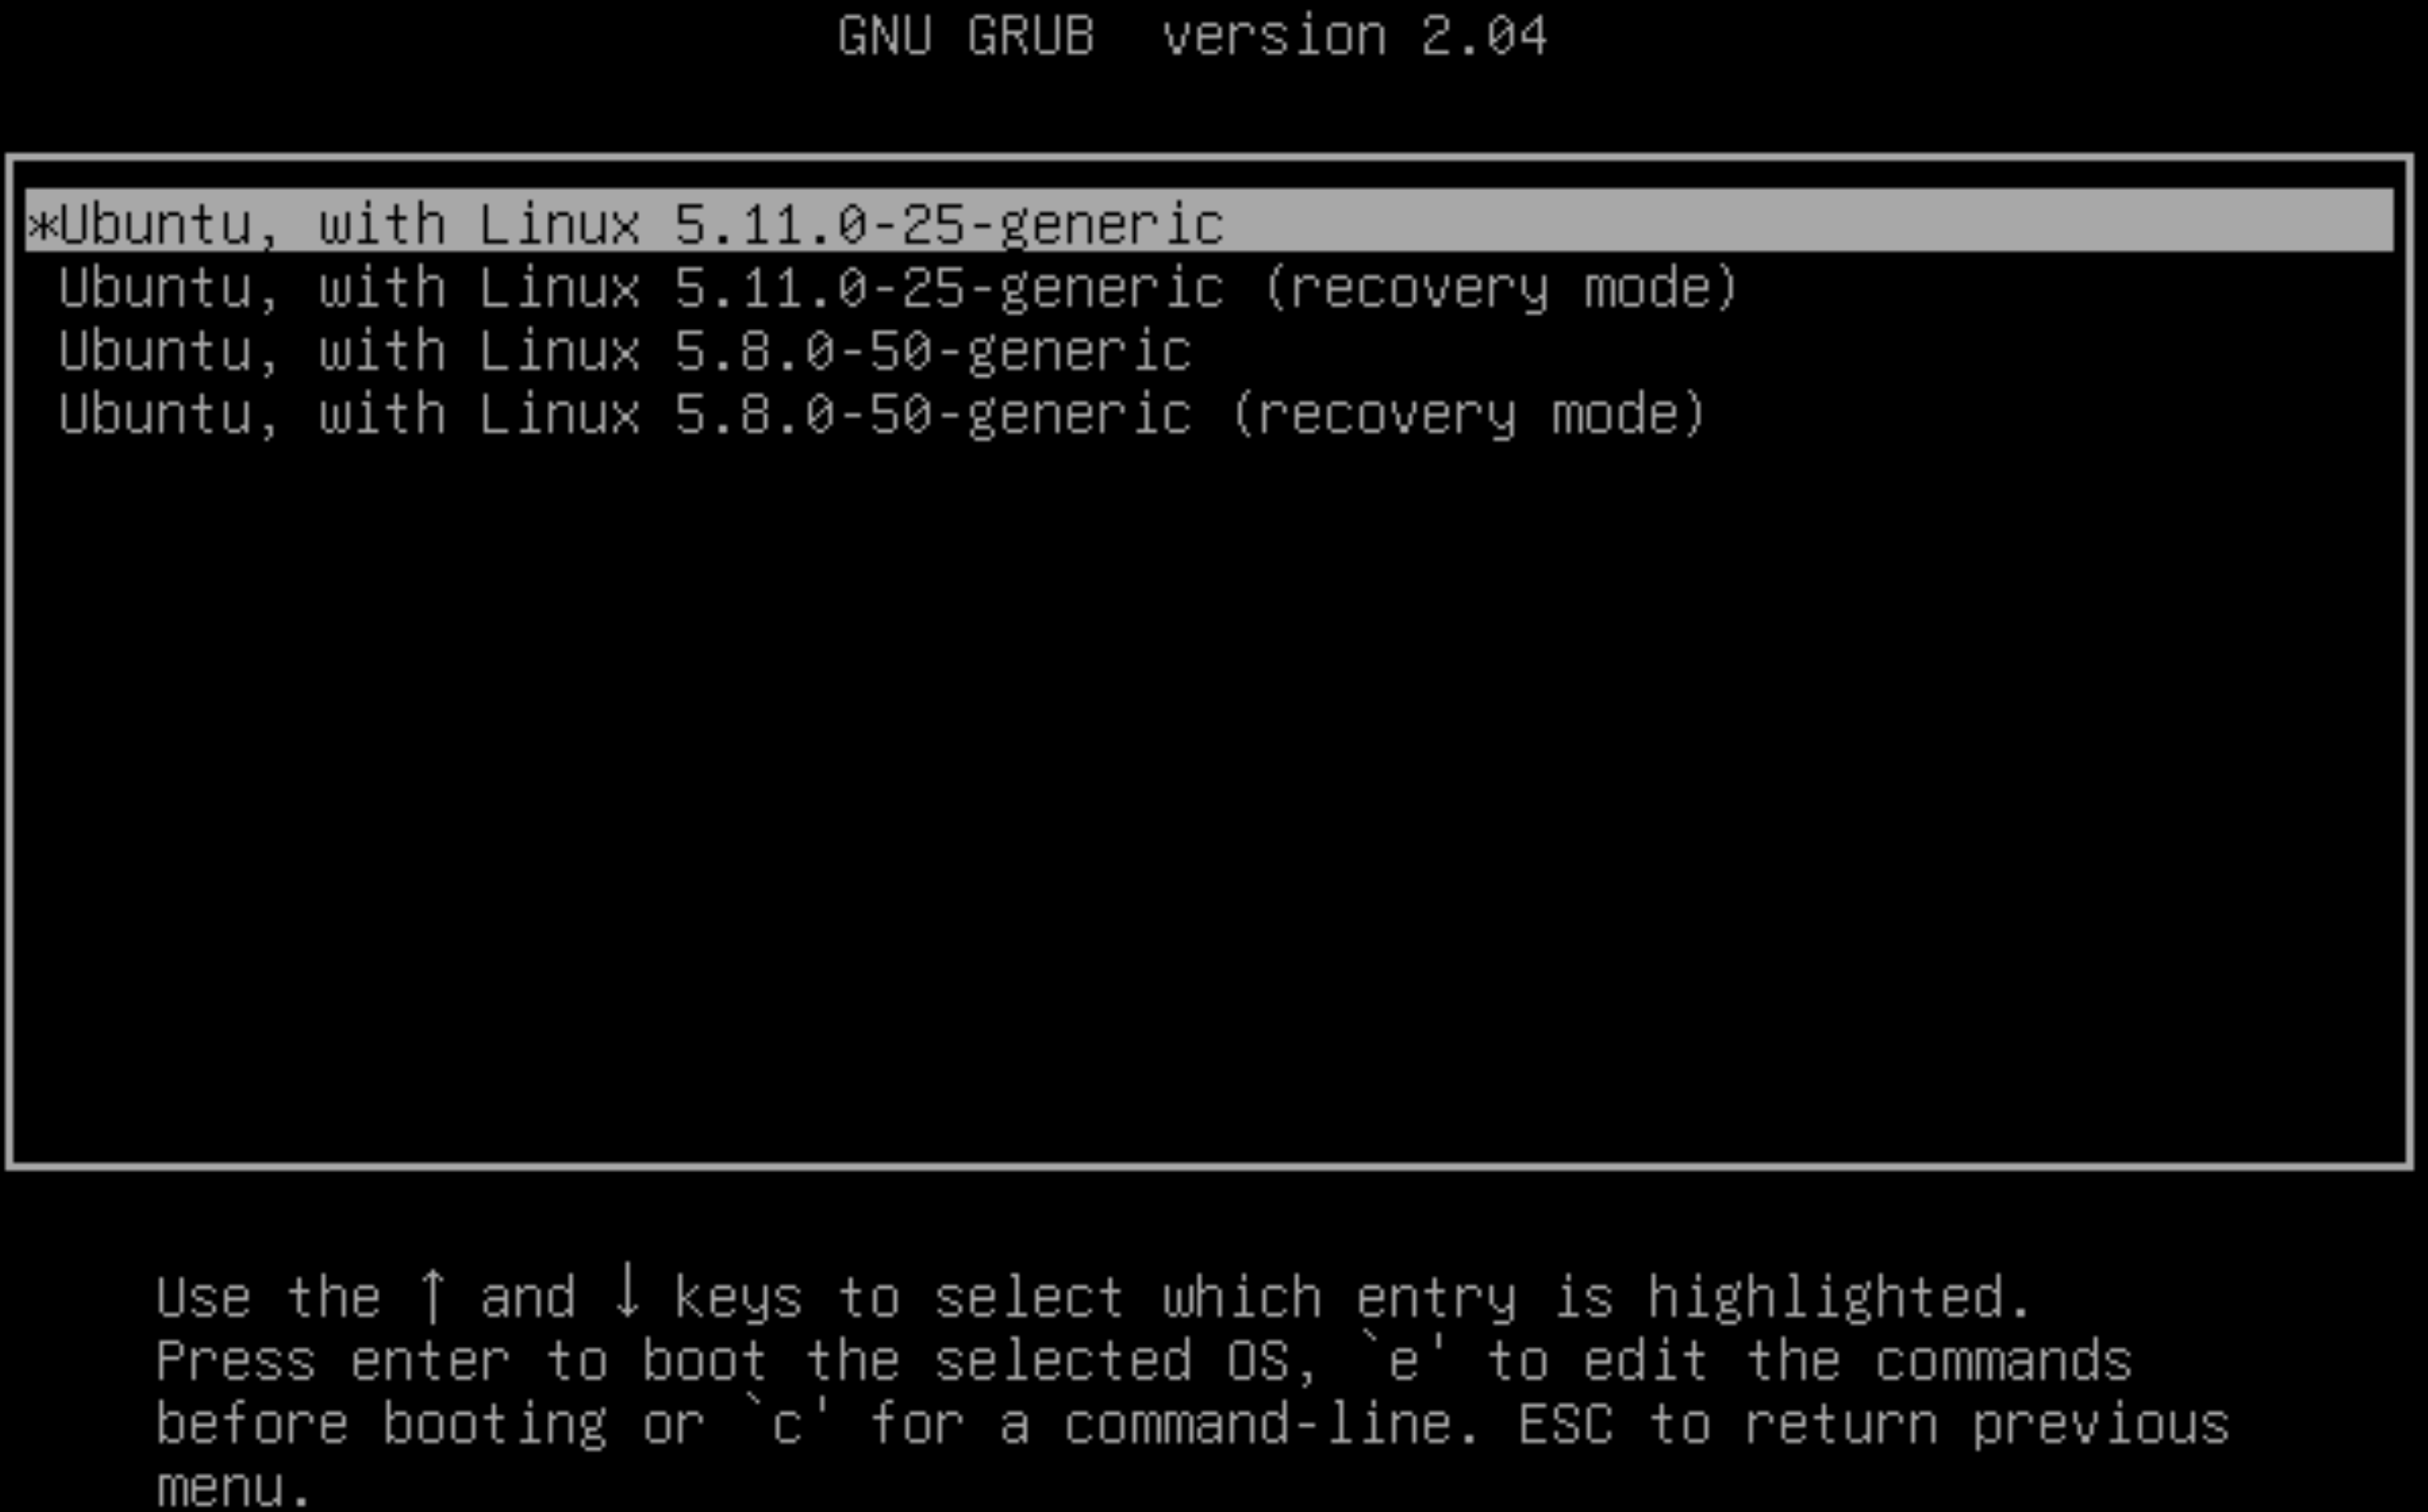 GNU GRUB  version 2.04
*Ubuntu, with Linux 5.11.0-25-generic
Ubuntu, with Linux 5.11.0-25-generic (recovery mode)
Ubuntu, with Linux 5.8.0-50-generic
Ubuntu, with Linux 5.8.0-50-generic (recovery mode)
Use the ↑ and ↓ keys to select which entry is highlighted.
Press enter to boot the selected OS, `e' to edit the commands
before booting or `c' for a command-line. ESC to return previous
menu.